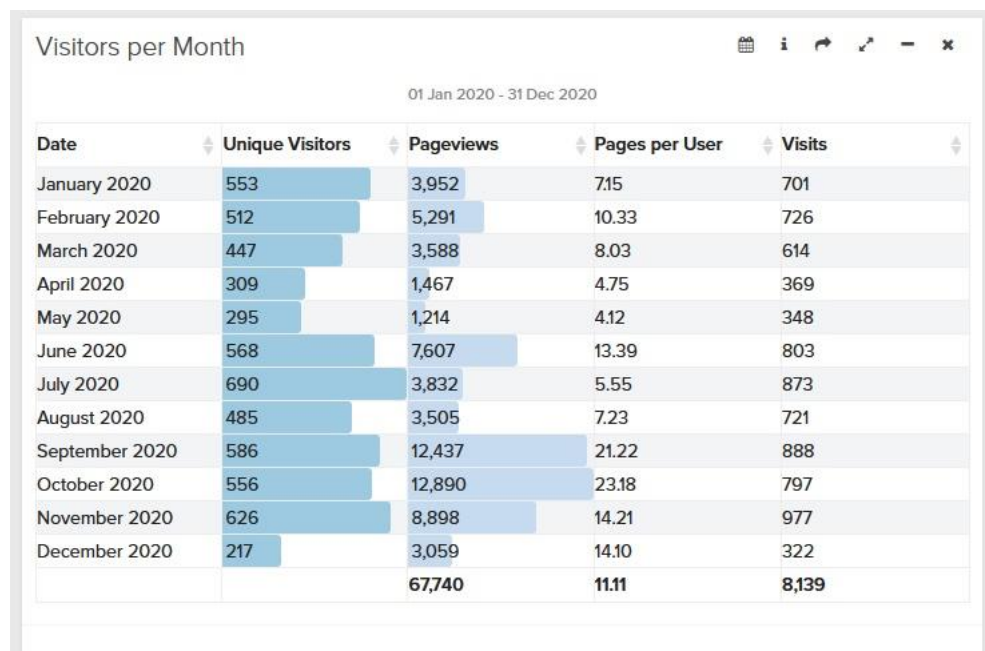 Visitors per Month
01 Jan 2020 - 31 Dec 2020
Date Unique Visitors Pageviews Pages per User Visits
January 2020 553 3,952 7.15 701
February 2020 512 5,291 10.33 726
March 2020 447 3,588 8.03 614
April 2020 309 1,467 4.75 369
May 2020 295 1,214 4.12 348
June 2020 568 7,607 13.39 803
July 2020 690 3,832 5.55 873
August 2020 485 3,505 7.23 721
September 2020 586 12,437 21.22 888
October 2020 556 12,890 23.18 797
November 2020 626 8,898 14.21 977
December 2020 217 3,059 14.10 322
67,740 11.11 8,139